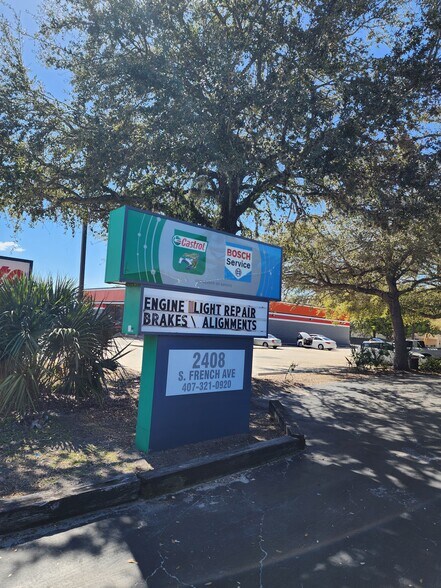 Castrol
BOSCH
Service
ENGINE LIGHT REPAIR
BRAKES \ ALIGNMENTS
2408
S. FRENCH AVE
407-321-0920